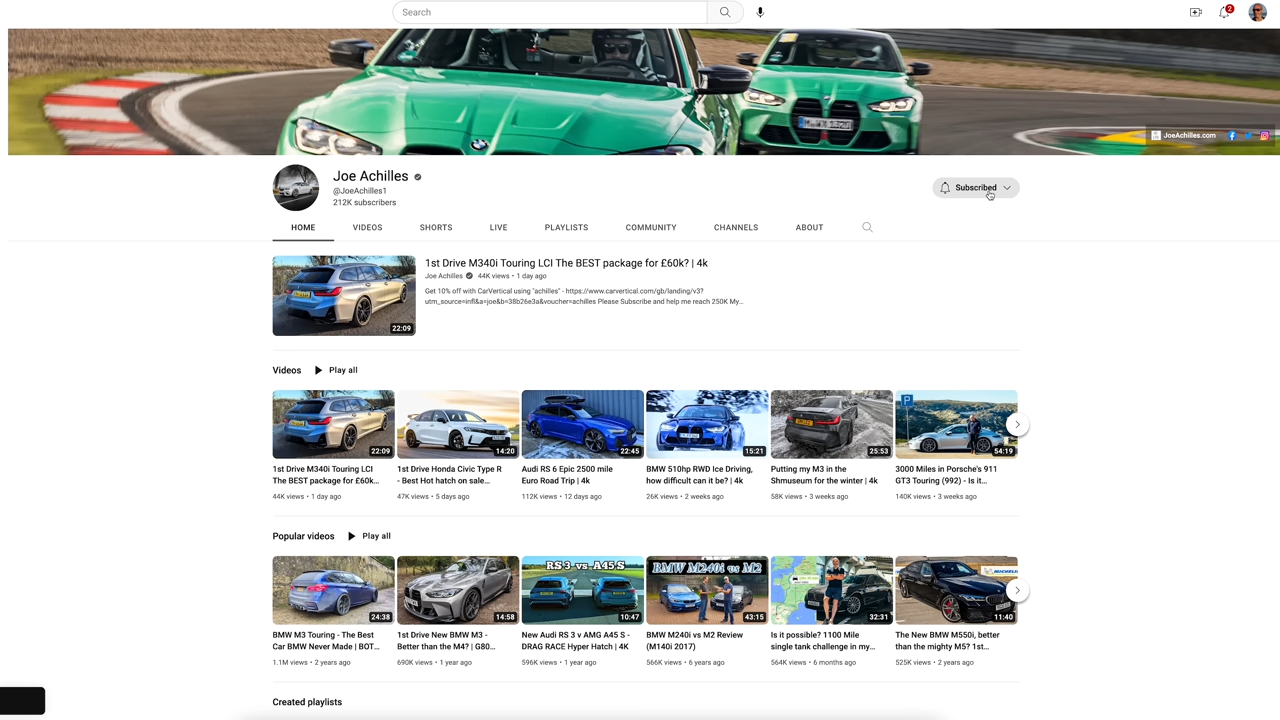 Search
2
JoeAchilles.com
Joe Achilles
@JoeAchilles1
212K subscribers
Subscribed
HOME
VIDEOS
SHORTS
LIVE
PLAYLISTS
COMMUNITY
CHANNELS
ABOUT
22:09
1st Drive M340i Touring LCI The BEST package for £60k? | 4k
Joe Achilles 44K views • 1 day ago
Get 10% off with CarVertical using "achilles" - https://www.carvertical.com/gb/landing/v3?
utm_source=infl&a=joe&b=38b26e3a&voucher=achilles Please Subscribe and help me reach 250K My...
Videos
Play all
22:09
1st Drive M340i Touring LCI
The BEST package for £60k...
44K views • 1 day ago
14:20
1st Drive Honda Civic Type R
- Best Hot hatch on sale...
47K views • 5 days ago
22:45
Audi RS 6 Epic 2500 mile
Euro Road Trip | 4k
112K views • 12 days ago
15:21
BMW 510hp RWD Ice Driving,
how difficult can it be? | 4k
26K views • 2 weeks ago
25:53
Putting my M3 in the
Shmuseum for the winter | 4k
58K views • 3 weeks ago
P
54:19
3000 Miles in Porsche's 911
GT3 Touring (992) - Is it...
140K views • 3 weeks ago
Popular videos
Play all
24:38
BMW M3 Touring - The Best
Car BMW Never Made | BOT...
1.1M views • 2 years ago
14:58
1st Drive New BMW M3 -
Better than the M4? | G80...
690K views • 1 year ago
RS 3 vs A45 S
10:47
New Audi RS 3 v AMG A45 S -
DRAG RACE Hyper Hatch | 4K
596K views • 1 year ago
BMW M240i vs M2
43:15
BMW M240i vs M2 Review
(M140i 2017)
566K views • 6 years ago
32:31
Is it possible? 1100 Mile
single tank challenge in my...
564K views • 6 months ago
MICHELIN
11:40
The New BMW M550i, better
than the mighty M5? 1st...
525K views • 2 years ago
Created playlists